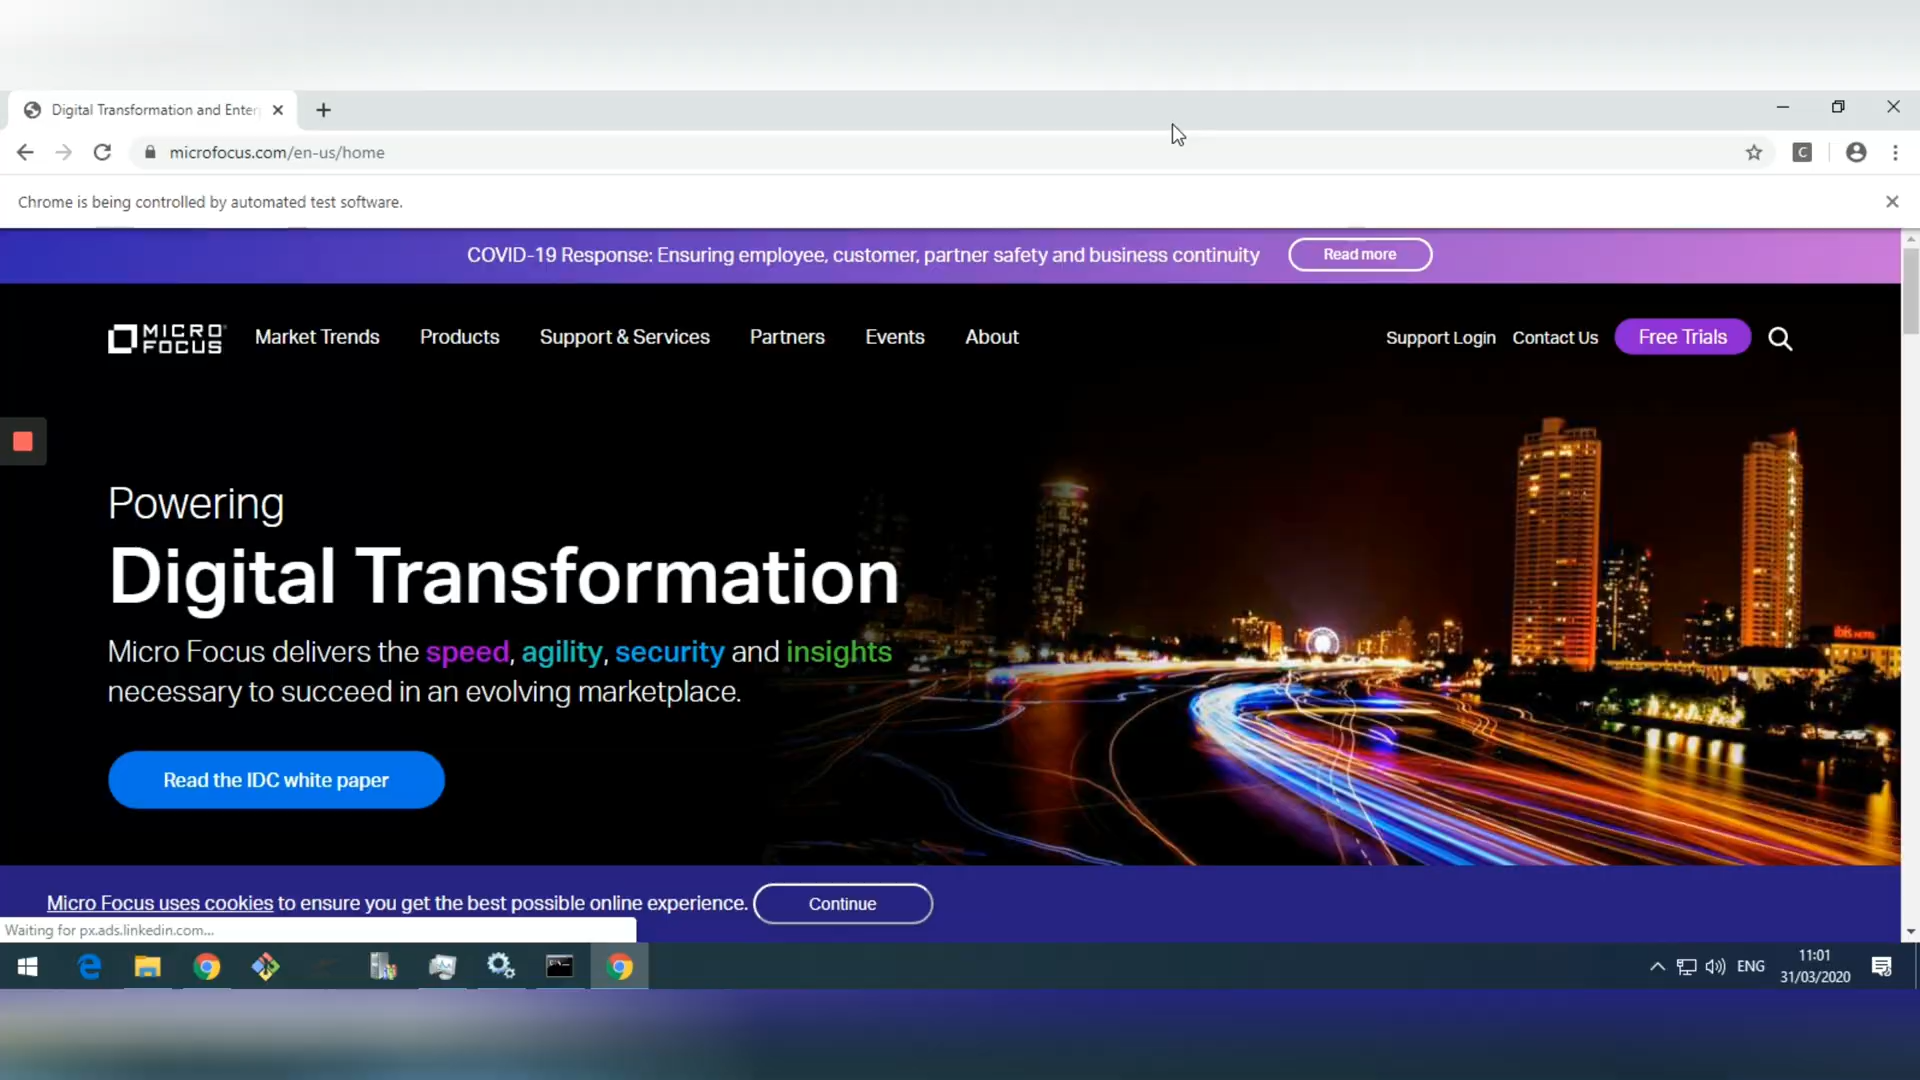 Digital Transformation and Enter
microfocus.com/en-us/home
C
Chrome is being controlled by automated test software.
COVID-19 Response: Ensuring employee, customer, partner safety and business continuity Read more
MICRO FOCUS Market Trends Products Support & Services Partners Events About Support Login Contact Us Free Trials
Powering
Digital Transformation
Micro Focus delivers the speed, agility, security and insights
necessary to succeed in an evolving marketplace.
Read the IDC white paper
ibis HOTEL
Micro Focus uses cookies to ensure you get the best possible online experience. Continue
Waiting for px.ads.linkedin.com...
ENG 11:01
31/03/2020